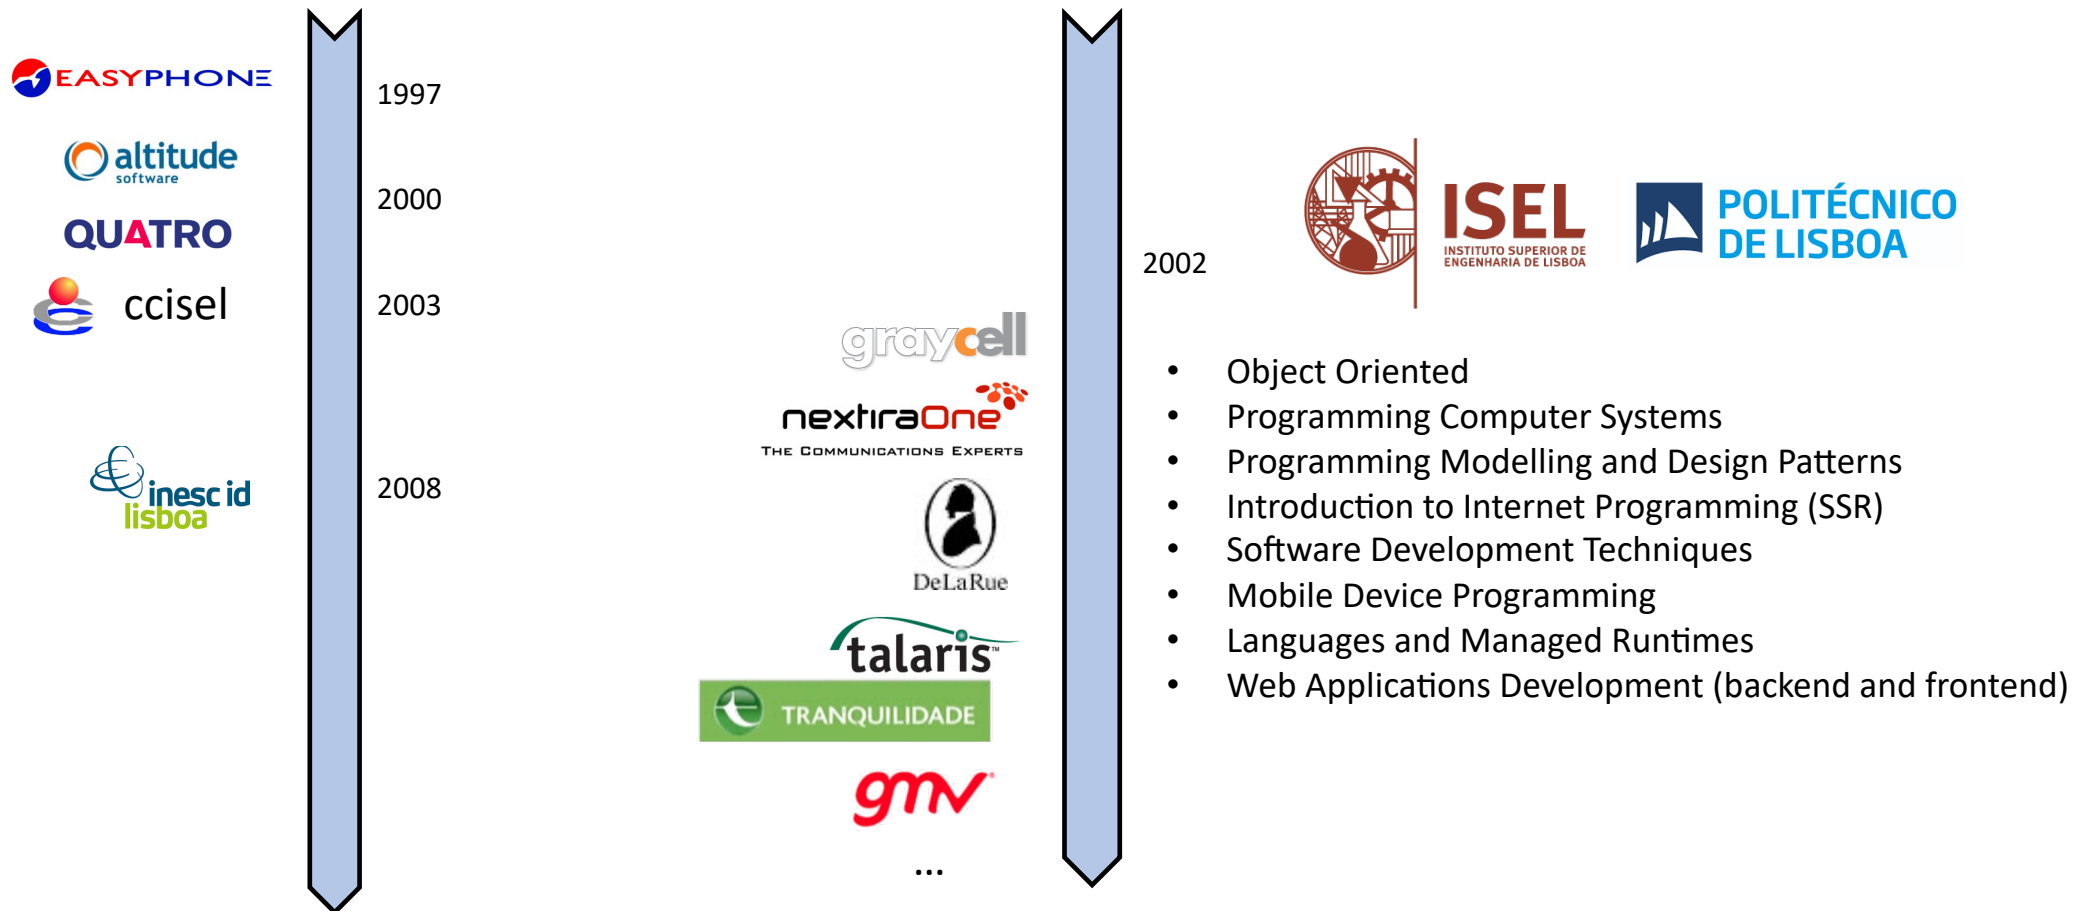 EASYPHONE
1997
altitude
software
2000
QUATRO
ccisel
2003
inesc id
lisboa
2008
graycell
nextiraOne
THE COMMUNICATIONS EXPERTS
DeLaRue
talaris™
TRANQUILIDADE
gmv®
...
2002
ISEL
INSTITUTO SUPERIOR DE
ENGENHARIA DE LISBOA
POLITÉCNICO
DE LISBOA
• Object Oriented
• Programming Computer Systems
• Programming Modelling and Design Patterns
• Introduction to Internet Programming (SSR)
• Software Development Techniques
• Mobile Device Programming
• Languages and Managed Runtimes
• Web Applications Development (backend and frontend)